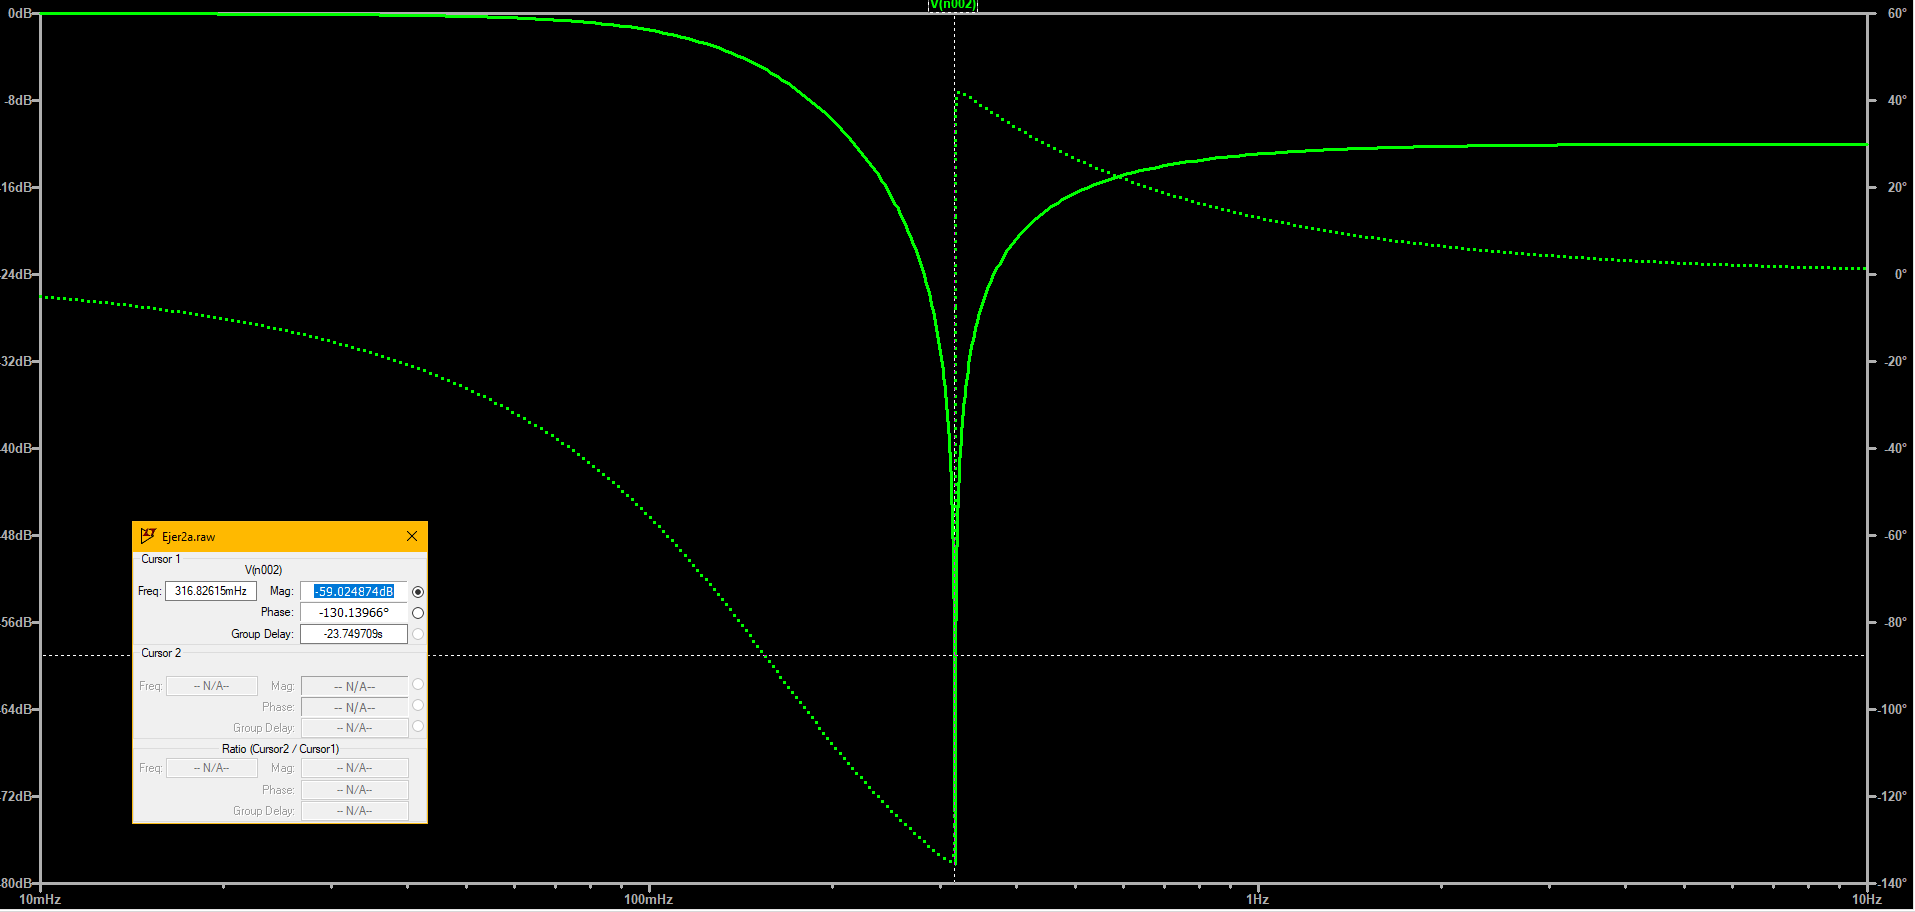 V(n002)
0dB
-8dB
16dB
24dB
32dB
40dB
48dB
56dB
64dB
72dB
80dB
60°
40°
20°
0°
-20°
-40°
-60°
-80°
-100°
-120°
-140°
10mHz
100mHz
1Hz
10Hz
Ejer2a.raw
Cursor 1
V(n002)
Freq: 316.82615mHz Mag: -59.024874dB
Phase: -130.13966°
Group Delay: -23.749709s
Cursor 2
Freq: -- N/A-- Mag: -- N/A--
Phase: -- N/A--
Group Delay: -- N/A--
Ratio (Cursor2 / Cursor1)
Freq: -- N/A-- Mag: -- N/A--
Phase: -- N/A--
Group Delay: -- N/A--